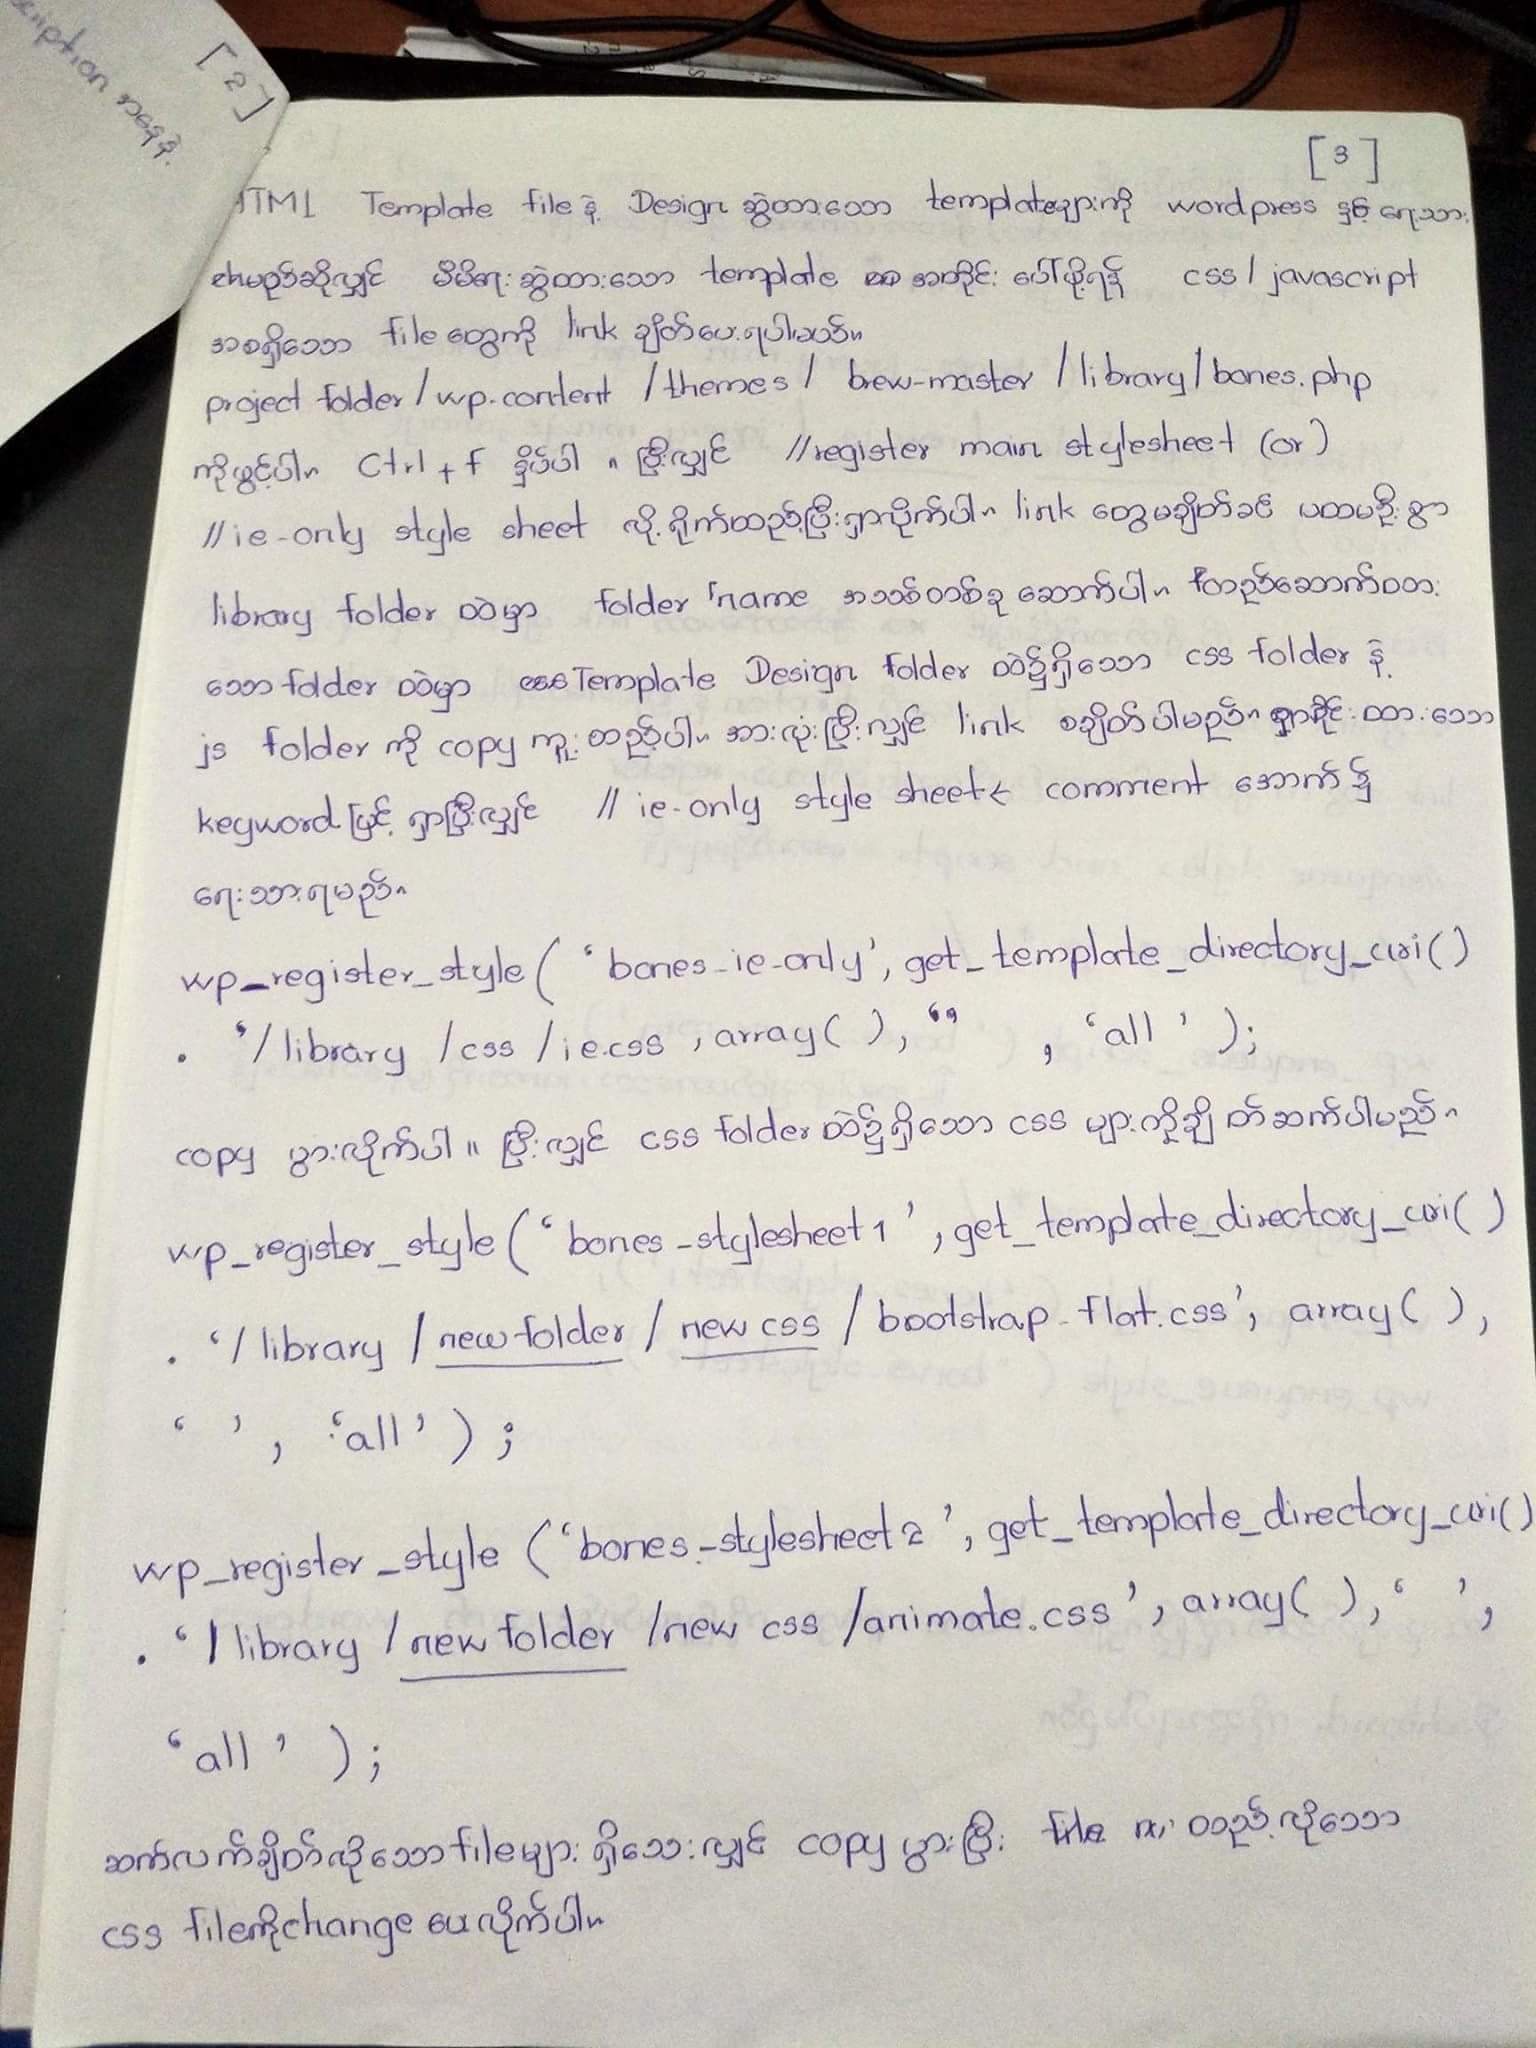 ription အနေနဲ့
[2]
[3]
HTML Template file နဲ့ Design ဆွဲထားသော templateများကို wordpress နှင့် ရေးသား
မည်ဆိုလျှင် မိမိရေးဆွဲထားသော template အတိုင်း ပေါ်ဖို့ရန် css / javascript
အစရှိသော file တွေကို link ချိတ်ပေးရပါမည်။
project folder / wp.content / themes / brew-master / library / bones.php
ကိုဖွင့်ပါ။ Ctrl + f နှိပ်ပါ ။ ပြီးလျှင် //register main stylesheet (or)
// ie-only style sheet လို့ ရိုက်ထည့်ပြီးရှာလိုက်ပါ။ link တွေမချိတ်ခင် ပထမဦးစွာ
library folder ထဲမှာ folder name အသစ်တစ်ခု ဆောက်ပါ။ ထိုတည်ဆောက်ထား
သော folder ထဲမှာ Template Design folder ထဲ၌ရှိသော css folder နဲ့
js folder ကို copy ကူးထည့်ပါ။ အားလုံးပြီးလျှင် link စချိတ်ပါမည်။ ရှာခိုင်းထားသော
keyword ဖြင့် ရှာပြီးလျှင် // ie-only style sheet < comment အောက်၌
ရေးသားရမည်။
wp_register_style ( 'bones-ie-only', get_template_directory_uri()
. '/ library / css / ie.css , array( ), '' , 'all' );
copy ပွားလိုက်ပါ ။ ပြီးလျှင် css folder ထဲ၌ရှိသော css များကိုချိတ်ဆက်ပါမည်။
wp_register_style ( 'bones-stylesheet1 ', get_template_directory_uri()
. '/ library / new folder / new css / bootstrap-flat.css', array( ),
' ', 'all' ) ;
wp_register_style ( 'bones-stylesheet2 ', get_template_directory_uri()
. '/ library / new folder / new css / animate.css ', array( ), ' ',
'all ' ) ;
ဆက်လက်ချိတ်လိုသော fileများ ရှိသေးလျှင် copy ပွားပြီး file ထည့်လိုသော
css fileကိုchange ပေးလိုက်ပါ။